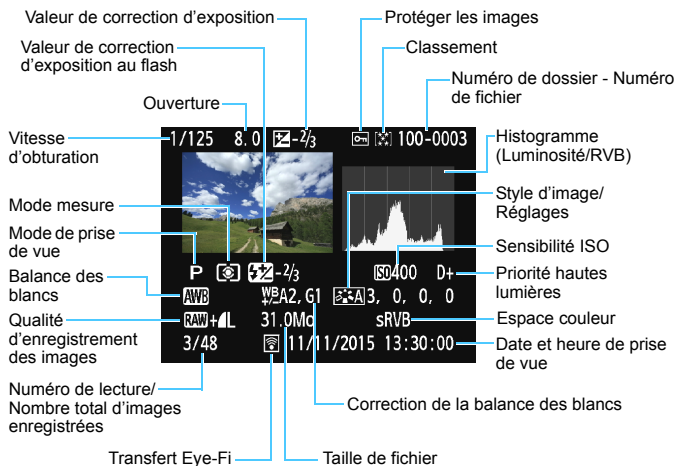 Valeur de correction d'exposition
Protéger les images
Valeur de correction
d'exposition au flash
Classement
Numéro de dossier - Numéro
de fichier
Ouverture
Vitesse
d'obturation
1/125 8.0 -2/3 100-0003
Histogramme
(Luminosité/RVB)
Style d'image/
Réglages
Mode mesure
Mode de prise
de vue
Sensibilité ISO
P -2/3 ISO400 D+
Priorité hautes
lumières
Balance des
blancs
AWB WB A2, G1 A3, 0, 0, 0
Qualité
d'enregistrement
des images
RAW+L 31.0Mo sRVB
Espace couleur
3/48 11/11/2015 13:30:00
Date et heure de prise
de vue
Numéro de lecture/
Nombre total d'images
enregistrées
Correction de la balance des blancs
Transfert Eye-Fi
Taille de fichier